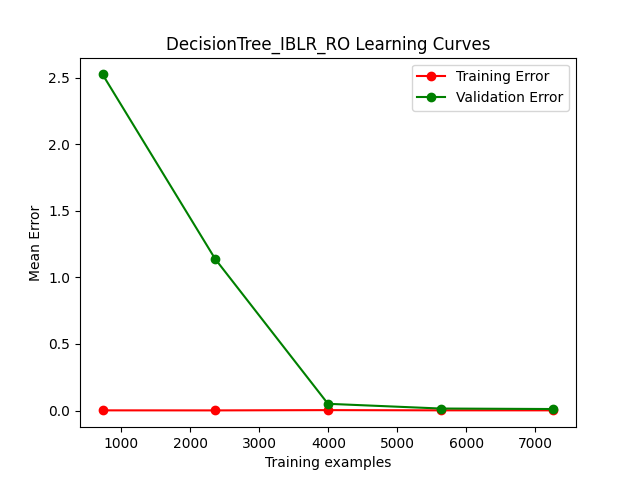 DecisionTree_IBLR_RO Learning Curves
Training Error
Validation Error
Mean Error
2.5
2.0
1.5
1.0
0.5
0.0
1000 2000 3000 4000 5000 6000 7000
Training examples